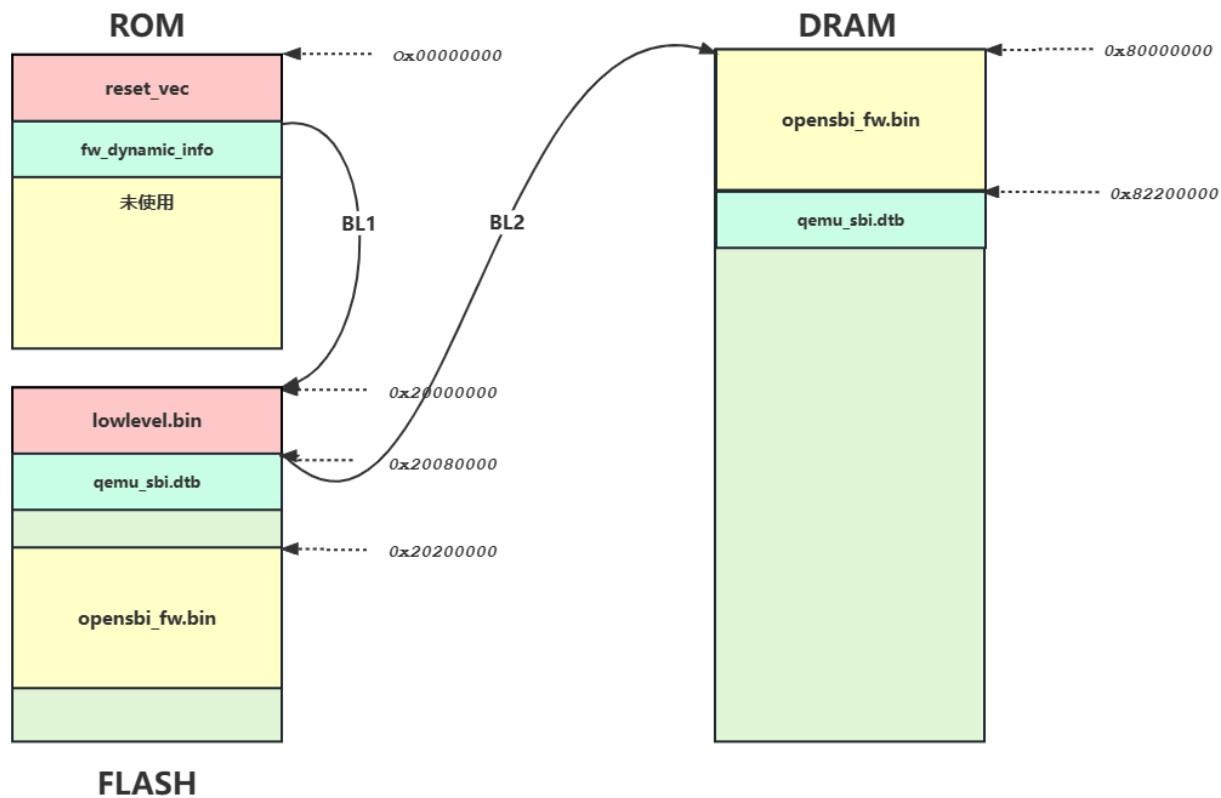 ROM
0x00000000
reset_vec
fw_dynamic_info
未使用
BL1
0x20000000
lowlevel.bin
0x20080000
qemu_sbi.dtb
0x20200000
opensbi_fw.bin
FLASH
BL2
DRAM
0x80000000
opensbi_fw.bin
0x82200000
qemu_sbi.dtb